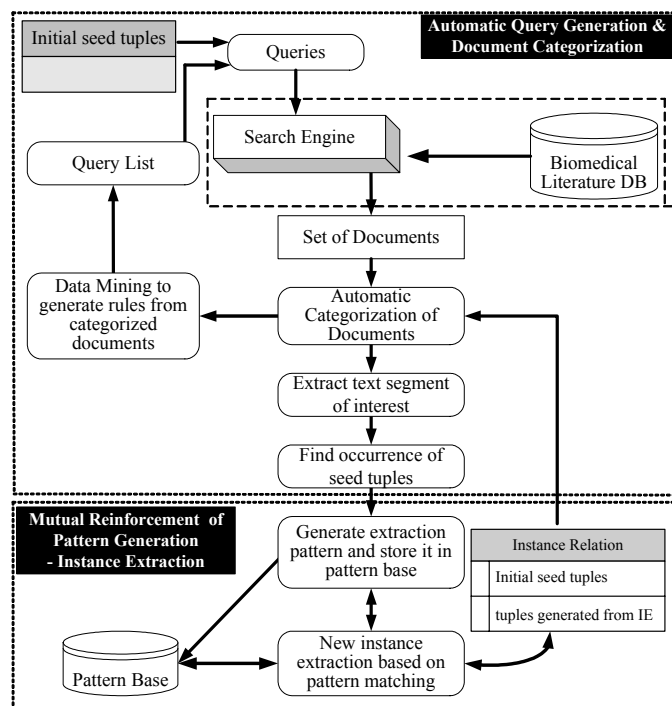 Automatic Query Generation &
Document Categorization
Initial seed tuples
Queries
Search Engine
Biomedical
Literature DB
Query List
Set of Documents
Data Mining to
generate rules from
categorized
documents
Automatic
Categorization of
Documents
Extract text segment
of interest
Find occurrence of
seed tuples
Mutual Reinforcement of
Pattern Generation
- Instance Extraction
Generate extraction
pattern and store it in
pattern base
Instance Relation
Initial seed tuples
tuples generated from IE
New instance
extraction based on
pattern matching
Pattern Base